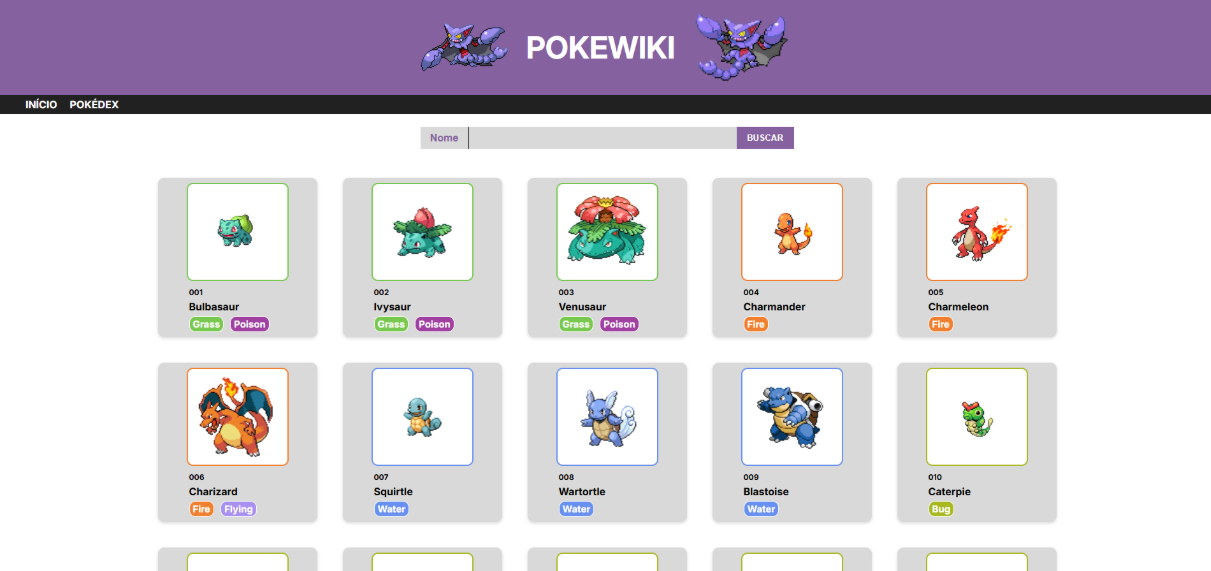 POKEWIKI
INÍCIO POKÉDEX
Nome BUSCAR
001 002 003 004 005
Bulbasaur Ivysaur Venusaur Charmander Charmeleon
Grass Poison Grass Poison Grass Poison Fire Fire
006 007 008 009 010
Charizard Squirtle Wartortle Blastoise Caterpie
Fire Flying Water Water Water Bug